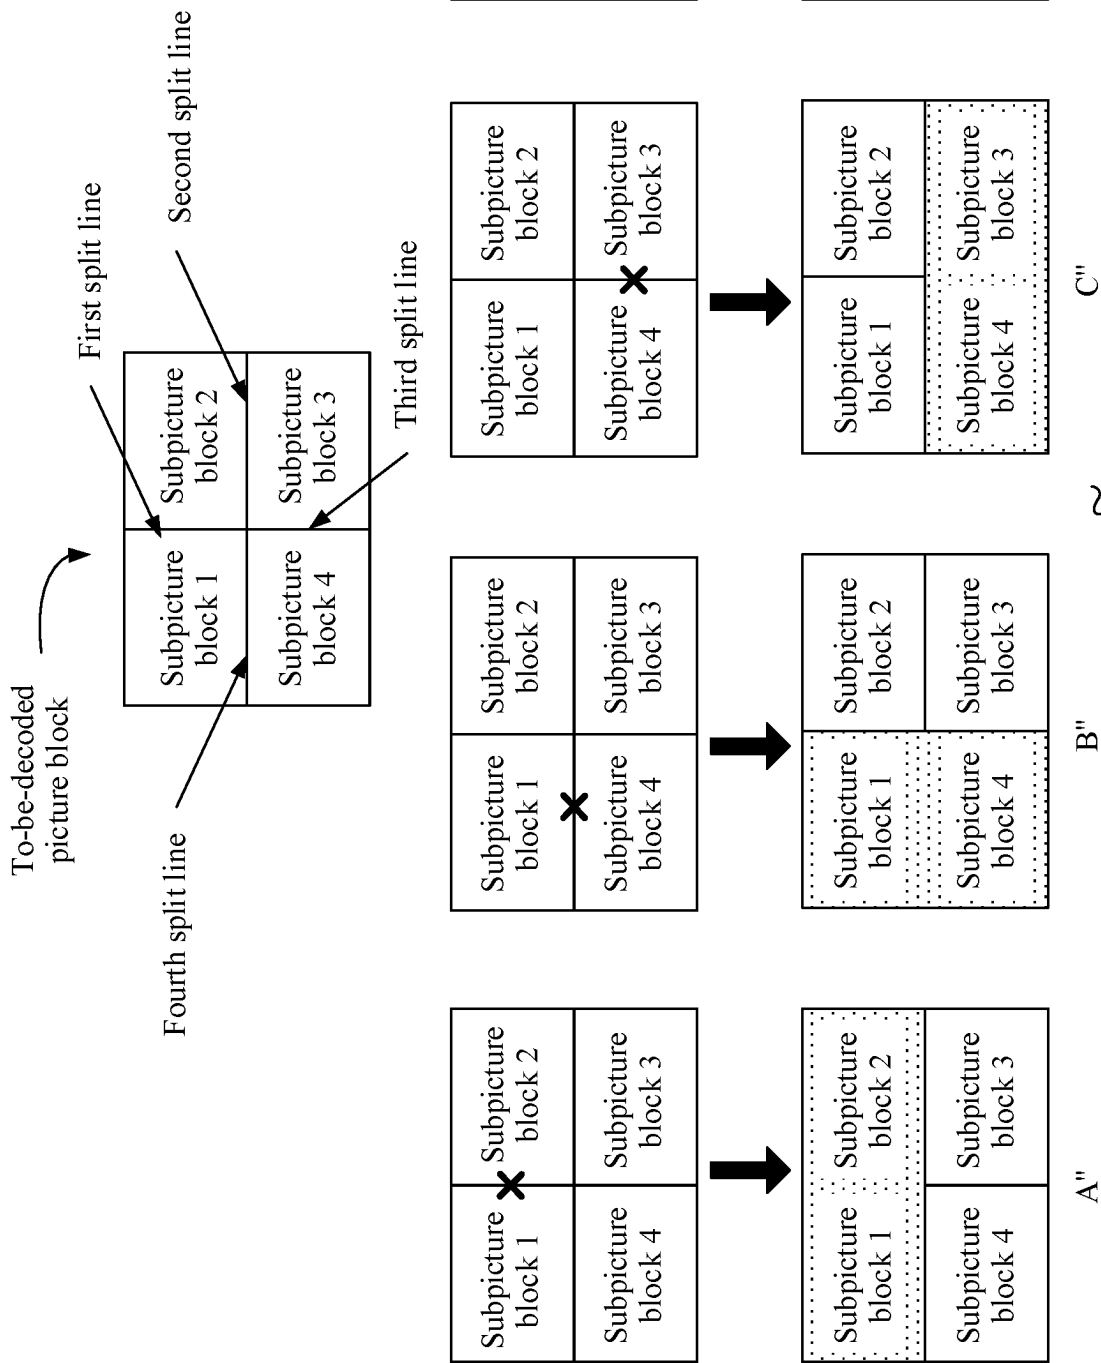 To-be-decoded
picture block
First split line
Fourth split line
Second split line
Subpicture
block 1
Subpicture
block 2
Subpicture
block 4
Subpicture
block 3
Third split line
Subpicture
block 1
Subpicture
block 2
Subpicture
block 4
Subpicture
block 3
Subpicture
block 1
Subpicture
block 2
Subpicture
block 4
Subpicture
block 3
Subpicture
block 1
Subpicture
block 2
Subpicture
block 4
Subpicture
block 3
Subpicture
block 1
Subpicture
block 2
Subpicture
block 4
Subpicture
block 3
Subpicture
block 1
Subpicture
block 2
Subpicture
block 4
Subpicture
block 3
Subpicture
block 1
Subpicture
block 2
Subpicture
block 4
Subpicture
block 3
A"
B"
C"